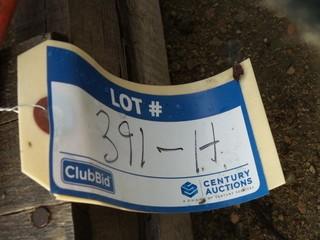 LOT #
391-H
ClubBid
CENTURY
AUCTIONS